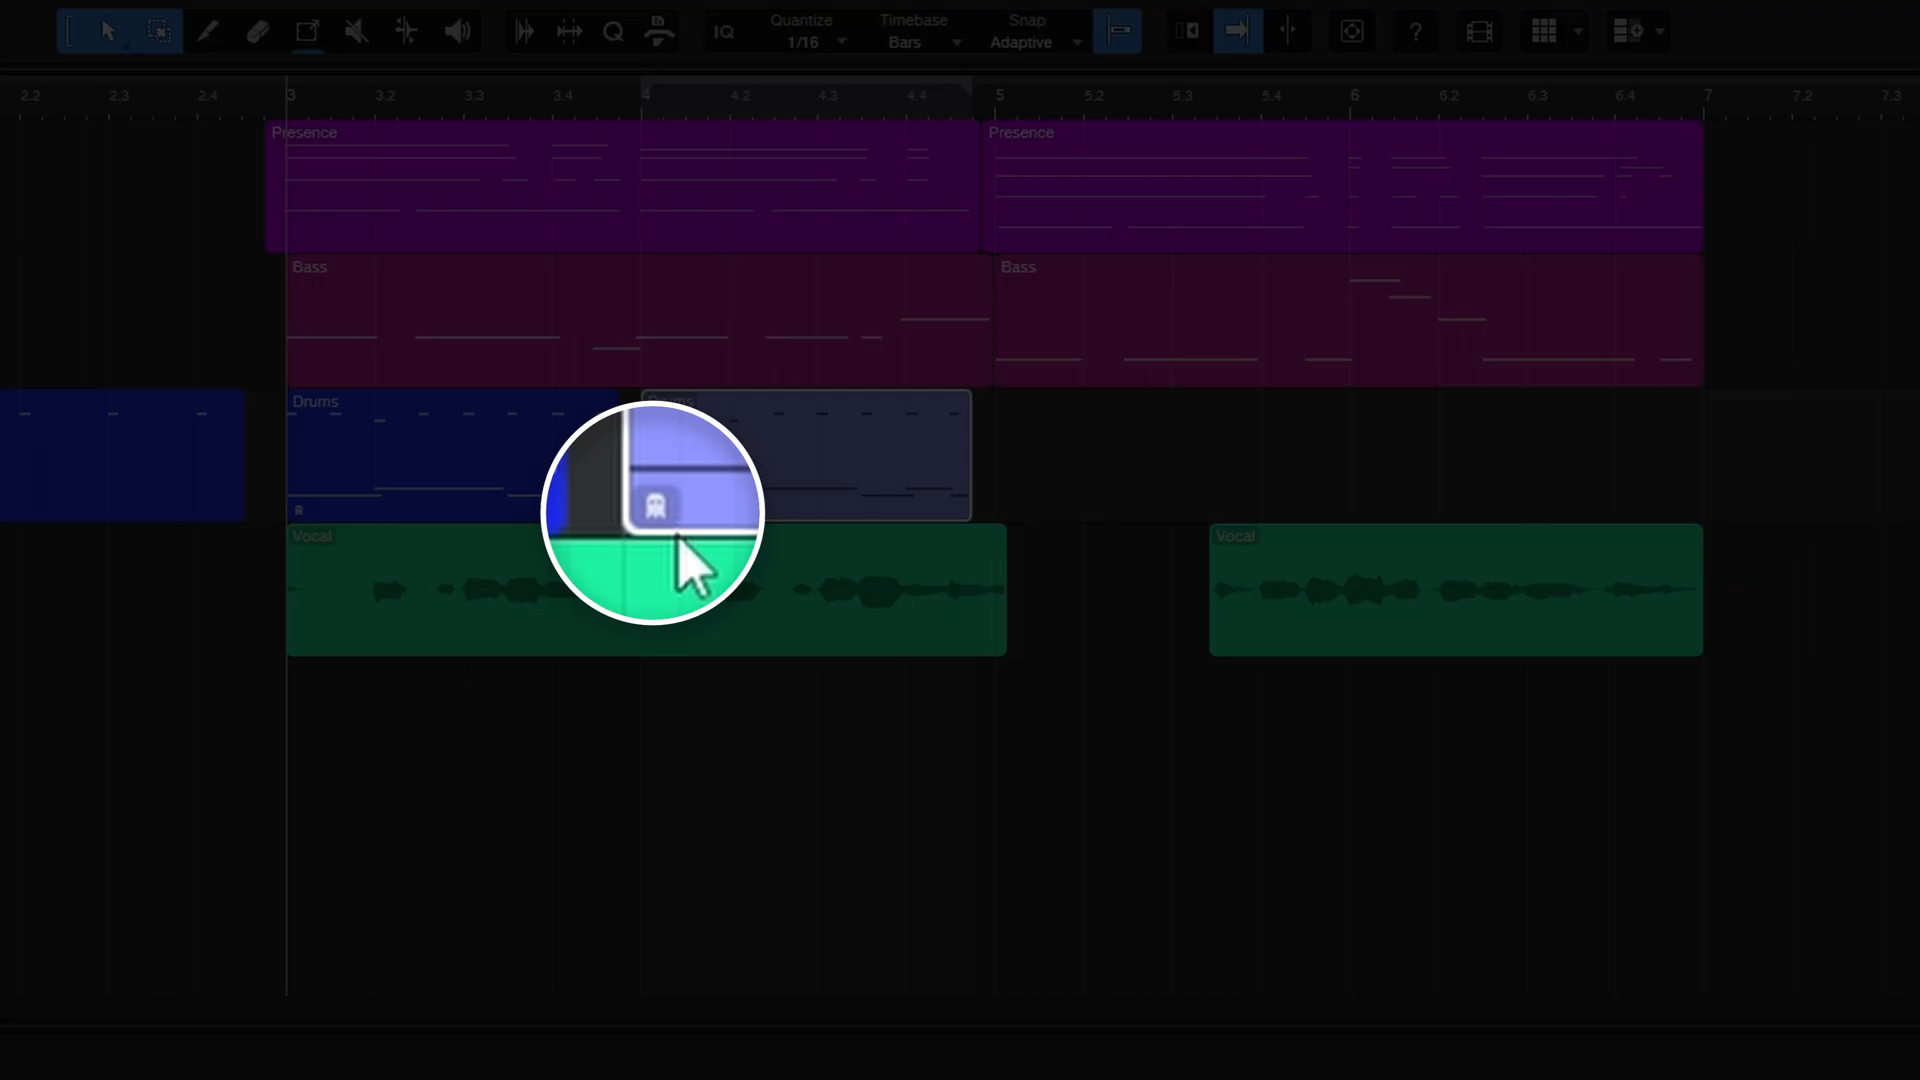 IQ
Quantize
1/16
Timebase
Bars
Snap
Adaptive
?
2.2 2.3 2.4 3 3.2 3.3 3.4 4 4.2 4.3 4.4 5 5.2 5.3 5.4 6 6.2 6.3 6.4 7 7.2 7.3
Presence Presence
Bass Bass
Drums
Vocal Vocal